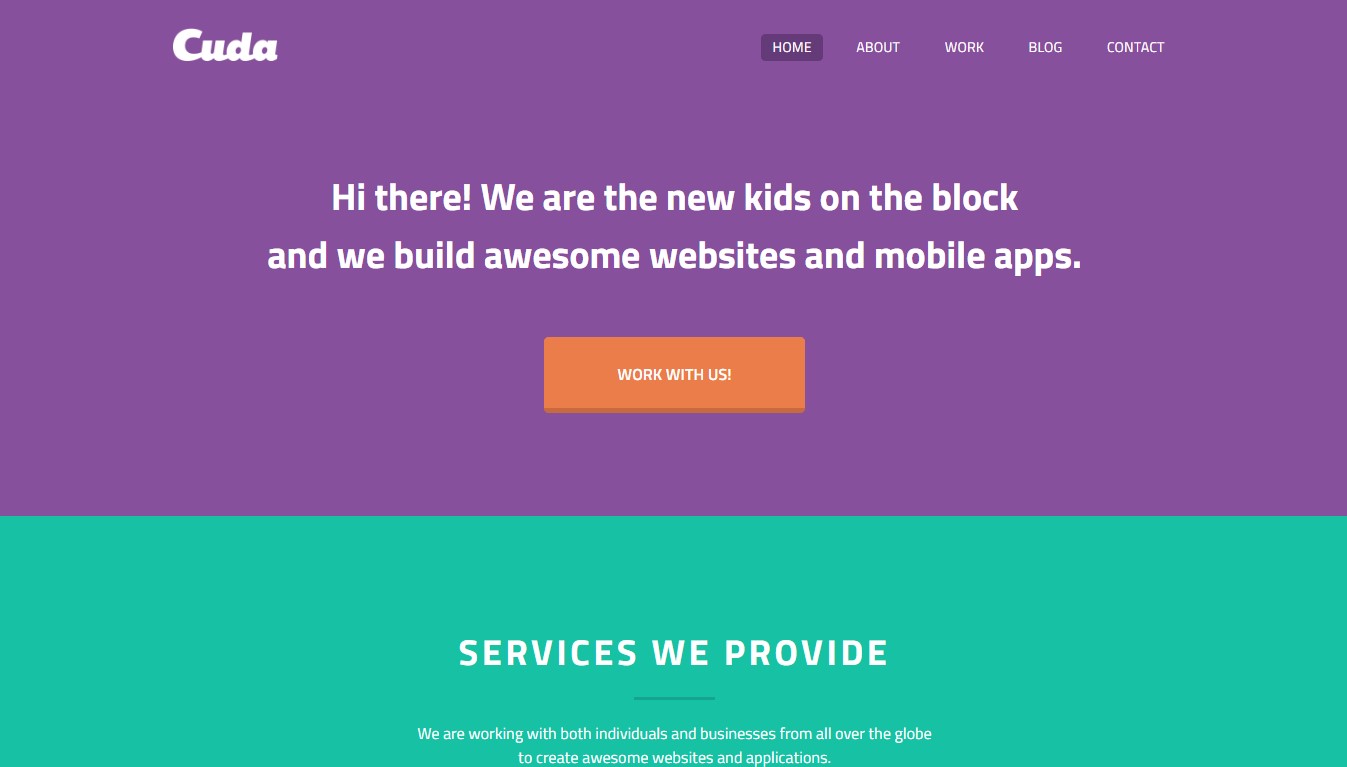 Cuda
HOME ABOUT WORK BLOG CONTACT
Hi there! We are the new kids on the block
and we build awesome websites and mobile apps.
WORK WITH US!
SERVICES WE PROVIDE
We are working with both individuals and businesses from all over the globe
to create awesome websites and applications.